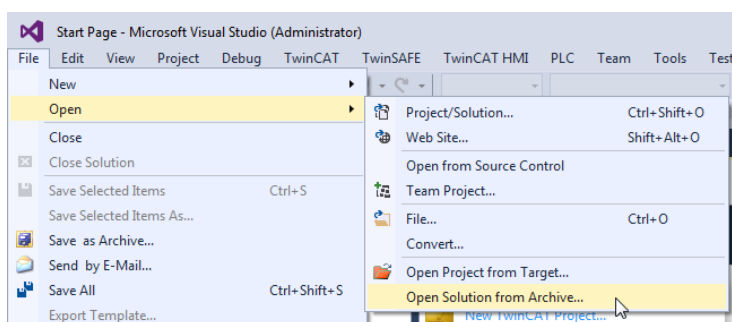 Start Page - Microsoft Visual Studio (Administrator)
File Edit View Project Debug TwinCAT TwinSAFE TwinCAT HMI PLC Team Tools Test
New
Open
Project/Solution... Ctrl+Shift+O
Close
Web Site... Shift+Alt+O
Close Solution
Open from Source Control
Save Selected Items Ctrl+S
Team Project...
Save Selected Items As...
File... Ctrl+O
Save as Archive...
Convert...
Send by E-Mail...
Open Project from Target...
Save All Ctrl+Shift+S
Open Solution from Archive...
Export Template...
New TwinCAT Project...